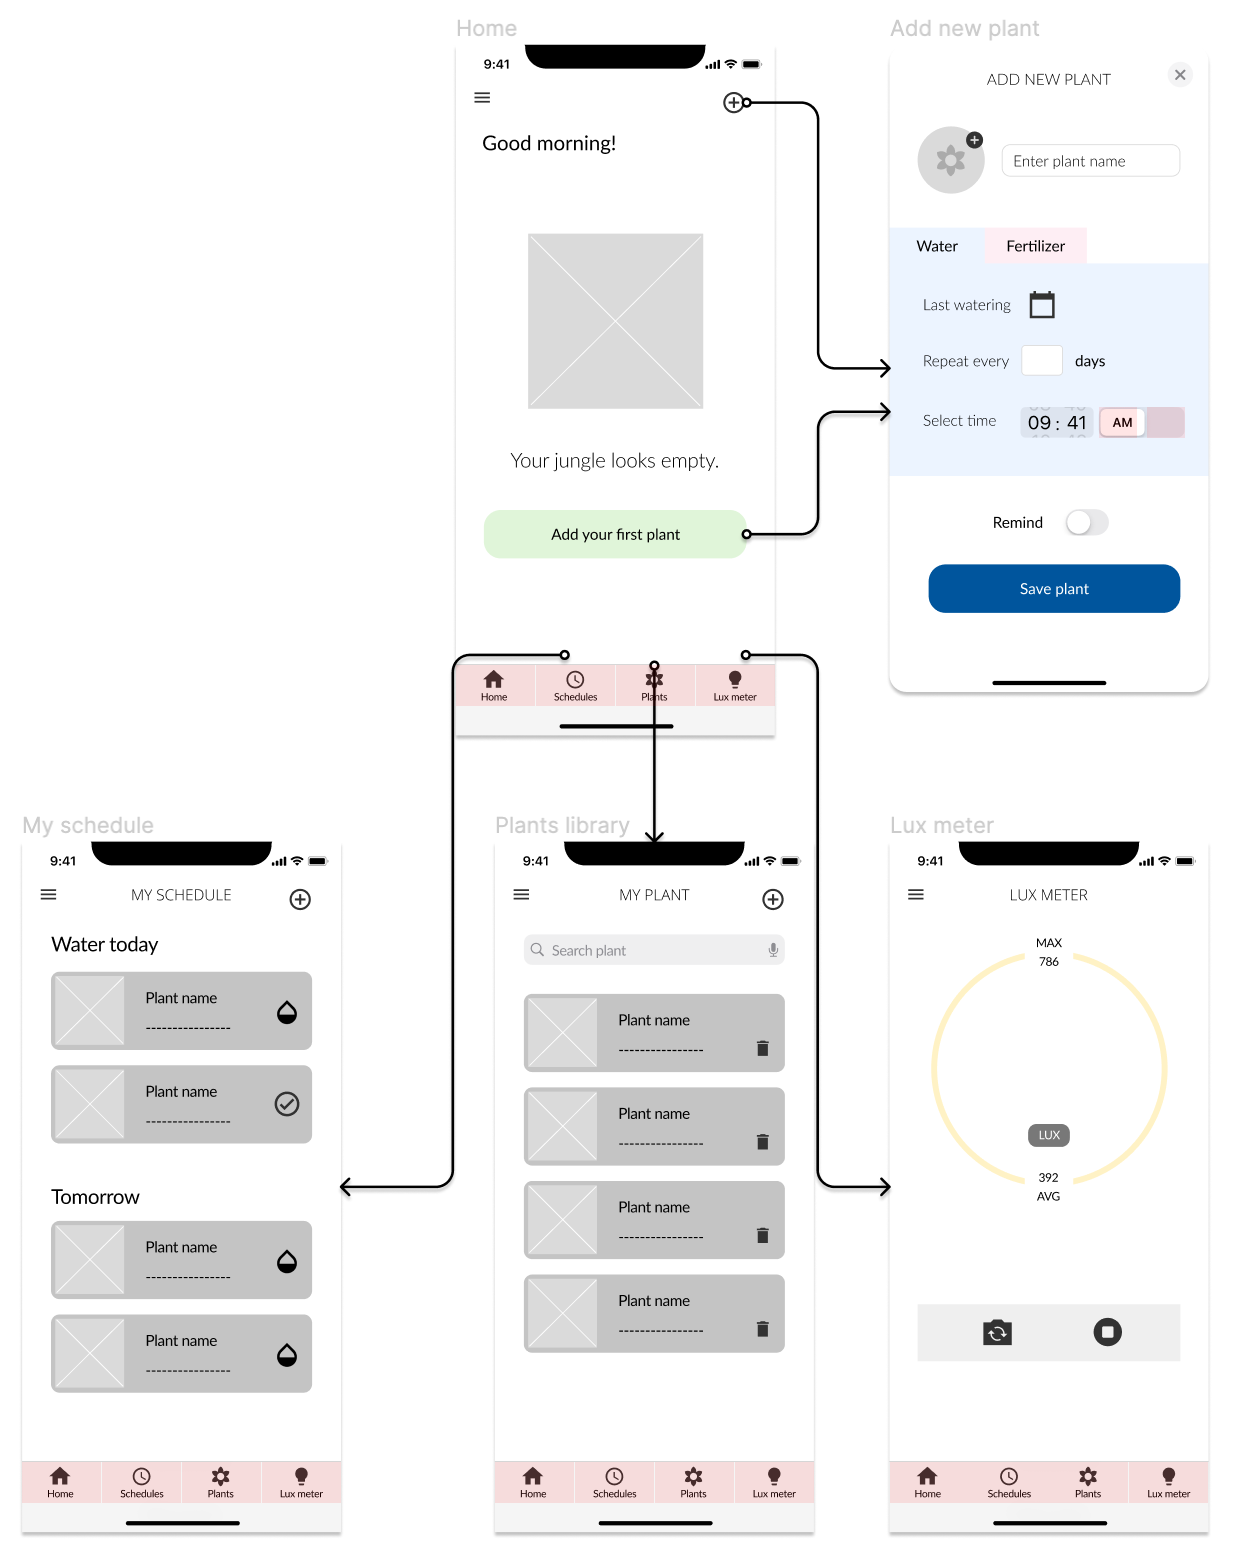 Home
9:41
Good morning!
Your jungle looks empty.
Add your first plant
Home
Schedules
Plants
Lux meter
Add new plant
ADD NEW PLANT
Enter plant name
Water
Fertilizer
Last watering
Repeat every days
Select time 09 : 41 AM
Remind
Save plant
My schedule
9:41
MY SCHEDULE
Water today
Plant name
----------------
Plant name
----------------
Tomorrow
Plant name
----------------
Plant name
----------------
Home
Schedules
Plants
Lux meter
Plants library
9:41
MY PLANT
Search plant
Plant name
----------------
Plant name
----------------
Plant name
----------------
Plant name
----------------
Home
Schedules
Plants
Lux meter
Lux meter
9:41
LUX METER
MAX
786
LUX
392
AVG
Home
Schedules
Plants
Lux meter